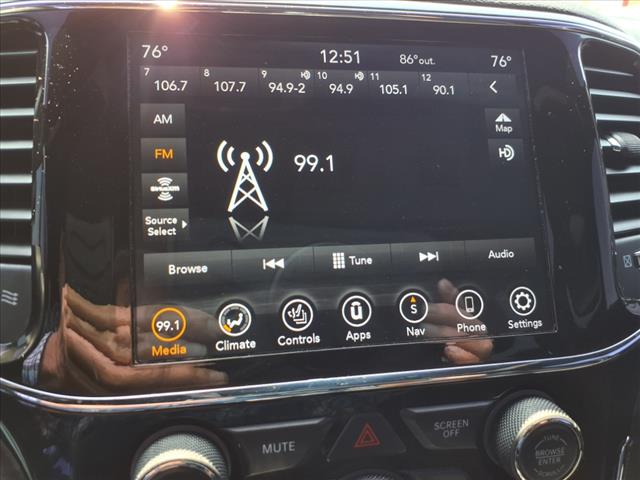 76° 12:51 86°out. 76°
7 8 9 10 11 12
106.7 107.7 94.9-2 94.9 105.1 90.1
AM
Map
FM
99.1
SiriusXM
Source
Select
Browse Tune Audio
99.1 S
Media Climate Controls Apps Nav Phone Settings
MUTE
SCREEN
OFF
TUNE
BROWSE
ENTER